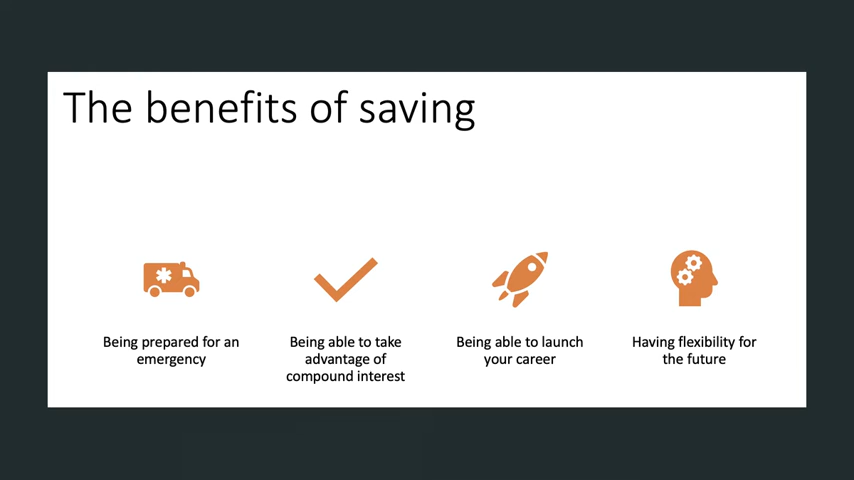 The benefits of saving
Being prepared for an
emergency
Being able to take
advantage of
compound interest
Being able to launch
your career
Having flexibility for
the future